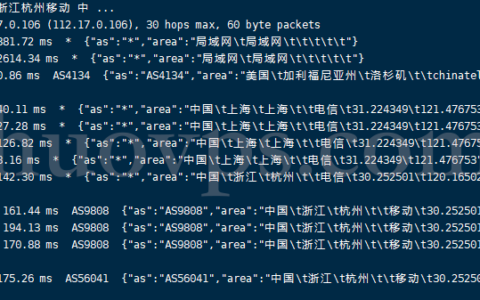 浙江杭州移动 中 ...
7.0.106 (112.17.0.106), 30 hops max, 60 byte packets
381.72 ms * {"as":"*","area":"局域网\t局域网\t\t\t\t\t"}
2614.34 ms * {"as":"*","area":"局域网\t局域网\t\t\t\t\t"}
0.86 ms AS4134 {"as":"AS4134","area":"美国\t加利福尼亚州\t洛杉矶\t\tchinatel
40.11 ms * {"as":"*","area":"中国\t上海\t上海\t\t电信\t31.224349\t121.476753
27.28 ms * {"as":"*","area":"中国\t上海\t上海\t\t电信\t31.224349\t121.476753
126.82 ms * {"as":"*","area":"中国\t上海\t上海\t\t电信\t31.224349\t121.47675
3.16 ms * {"as":"*","area":"中国\t上海\t上海\t\t电信\t31.224349\t121.476753"
142.30 ms * {"as":"*","area":"中国\t浙江\t杭州\t\t电信\t30.252501\t120.16502
161.44 ms AS9808 {"as":"AS9808","area":"中国\t浙江\t杭州\t\t移动\t30.252501
194.13 ms AS9808 {"as":"AS9808","area":"中国\t浙江\t杭州\t\t移动\t30.252501
170.88 ms AS9808 {"as":"AS9808","area":"中国\t浙江\t杭州\t\t移动\t30.252501
175.26 ms AS56041 {"as":"AS56041","area":"中国\t浙江\t杭州\t\t移动\t30.2525